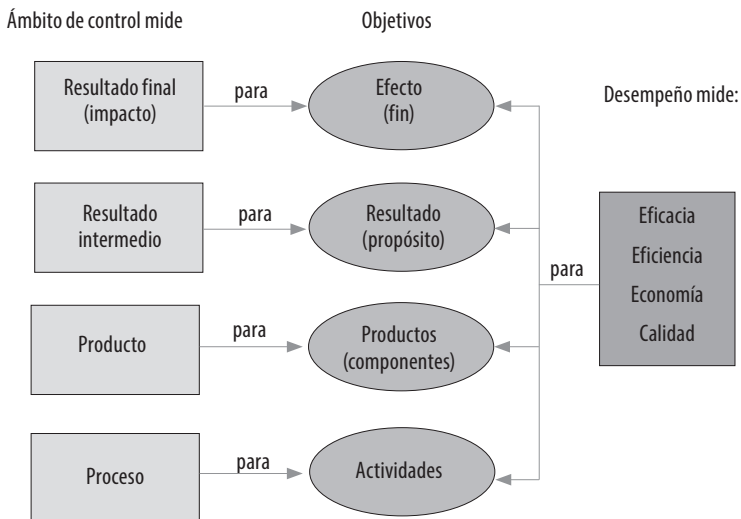 Ámbito de control mide
Objetivos
Desempeño mide:
Resultado final
(impacto)
para
Efecto
(fin)
Resultado
intermedio
para
Resultado
(propósito)
Producto
para
Productos
(componentes)
Proceso
para
Actividades
para
Eficacia
Eficiencia
Economía
Calidad